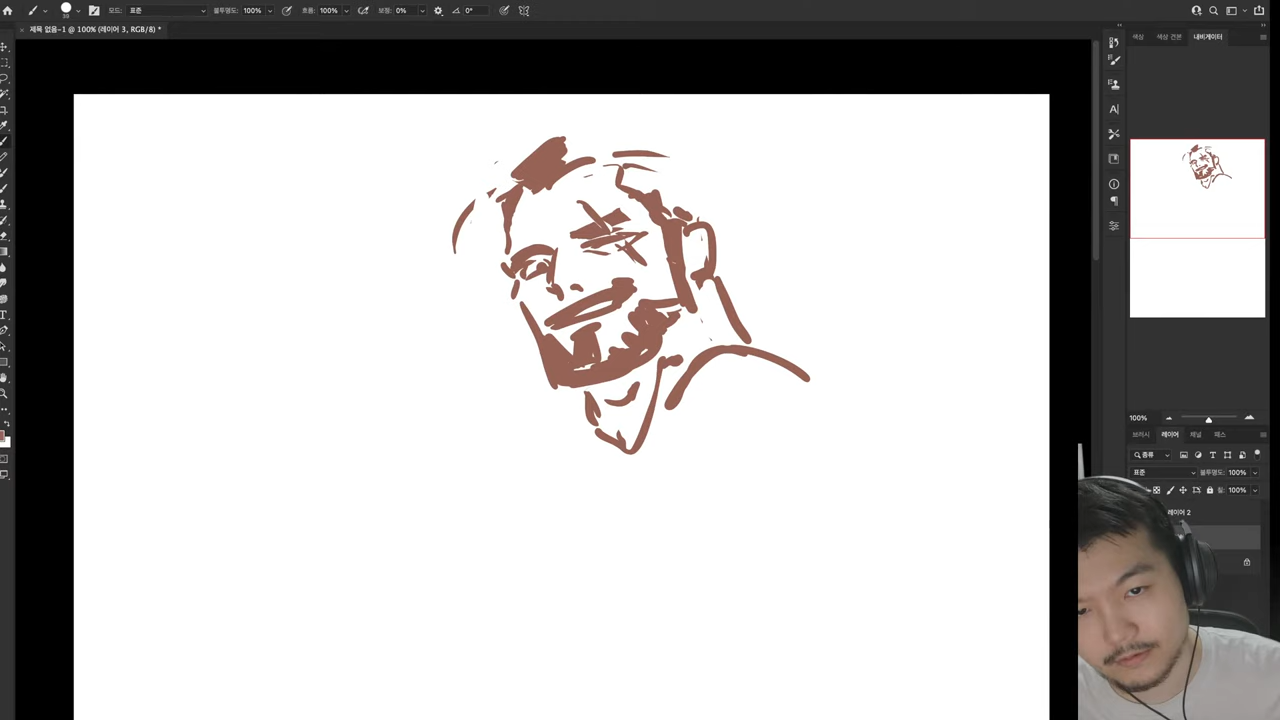 39 모드: 표준 불투명도: 100% 흐름: 100% 보정: 0% 0°
× 제목 없음-1 @ 100% (레이어 3, RGB/8) *
색상 색상 견본 내비게이터
100%
브러시 레이어 채널 패스
종류
표준 불투명도: 100%
칠: 100%
레이어 2